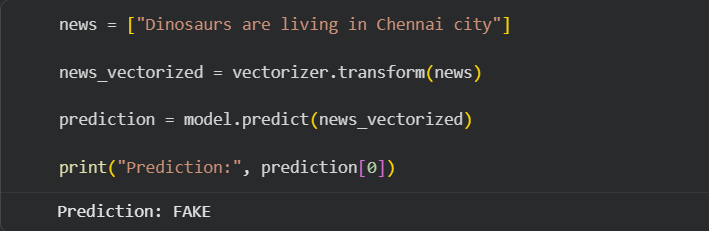 news = ["Dinosaurs are living in Chennai city"]
news_vectorized = vectorizer.transform(news)
prediction = model.predict(news_vectorized)
print("Prediction:", prediction[0])
Prediction: FAKE